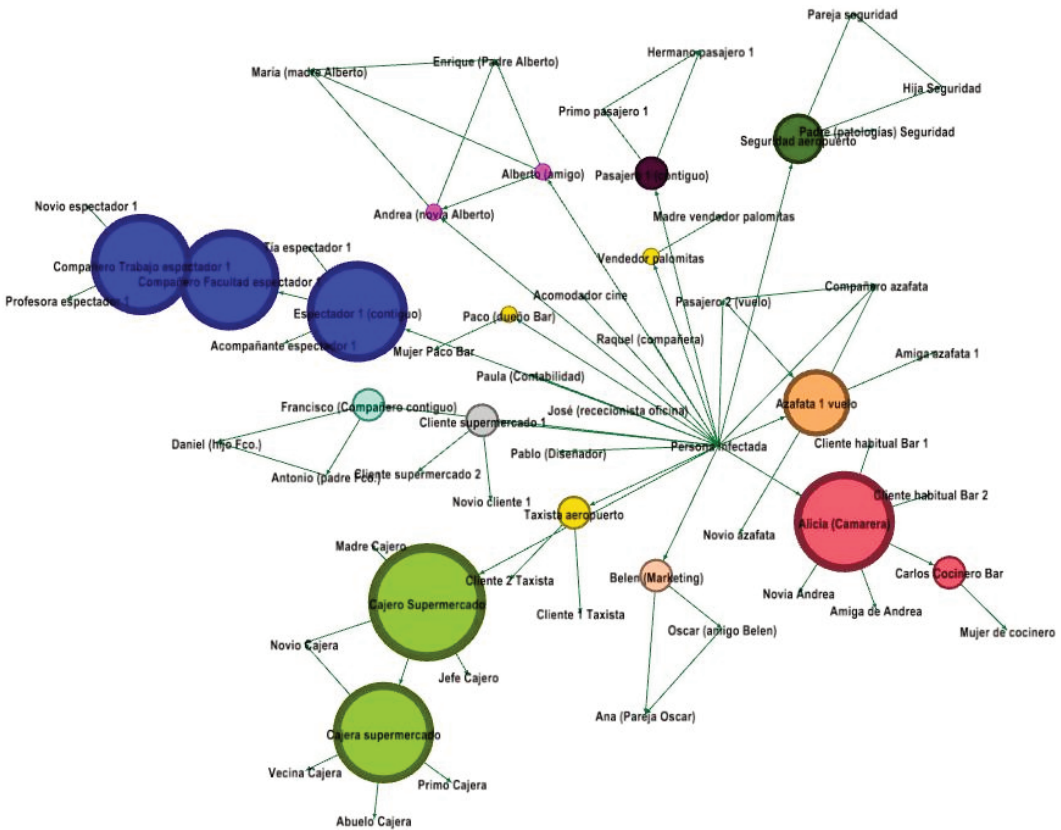 Pareja seguridad
Hermano pasajero 1
Enrique (Padre Alberto)
Maria (madre Alberto)
Hija Seguridad
Primo pasajero 1
Padre (patologías) Seguridad
Seguridad aeropuerto
Alberto (amigo)
Pasajero 1 (contiguo)
Novio espectador 1
Andrea (novia Alberto)
Madre vendedor palomitas
Tía espectador 1
Vendedor palomitas
Compañero Trabajo espectador 1
Compañero Facultad espectador 1
Compañero azafata
Acomodador cine
Pasajero 2 (vuelo)
Profesora espectador 1
Espectador 1 (contiguo)
Paco (dueño Bar)
Raquel (compañera)
Acompañante espectador 1
Mujer Paco Bar
Amiga azafata 1
Paula (Contabilidad)
Francisco (Compañero contiguo)
José (rececionista oficina)
Azafata 1 vuelo
Cliente supermercado 1
Daniel (hijo Fco.)
Persona Infectada
Cliente habitual Bar 1
Pablo (Diseñador)
Antonio (padre Fco.)
Cliente supermercado 2
Cliente habitual Bar 2
Novio cliente 1
Taxista aeropuerto
Alicia (Camarera)
Novio azafata
Madre Cajero
Cliente 2 Taxista
Belen (Marketing)
Carlos Cocinero Bar
Novia Andrea
Cajero Supermercado
Cliente 1 Taxista
Amiga de Andrea
Oscar (amigo Belen)
Mujer de cocinero
Novio Cajera
Jefe Cajero
Ana (Pareja Oscar)
Cajera supermercado
Vecina Cajera
Primo Cajera
Abuelo Cajera